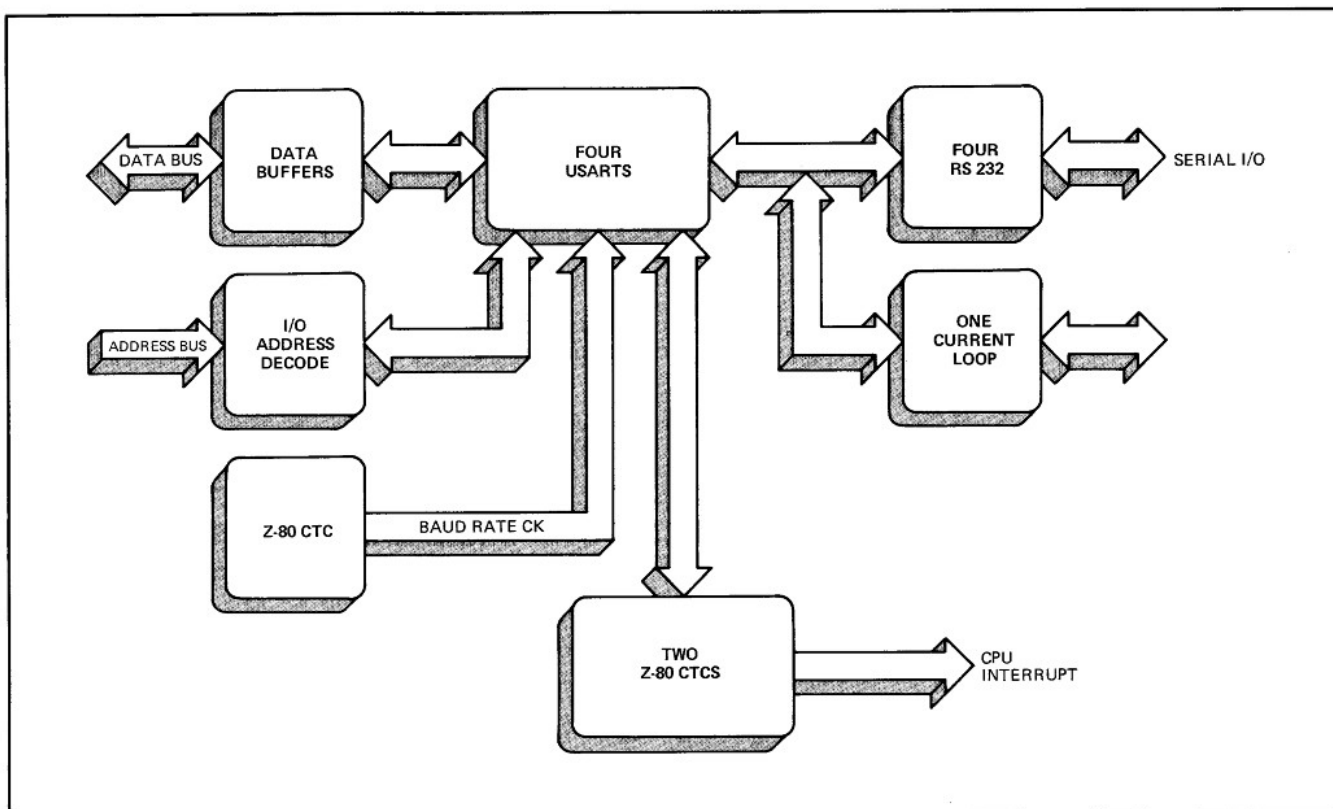 DATA BUS
DATA
BUFFERS
FOUR
USARTS
FOUR
RS 232
SERIAL I/O
ADDRESS BUS
I/O
ADDRESS
DECODE
ONE
CURRENT
LOOP
Z-80 CTC
BAUD RATE CK
TWO
Z-80 CTCS
CPU
INTERRUPT